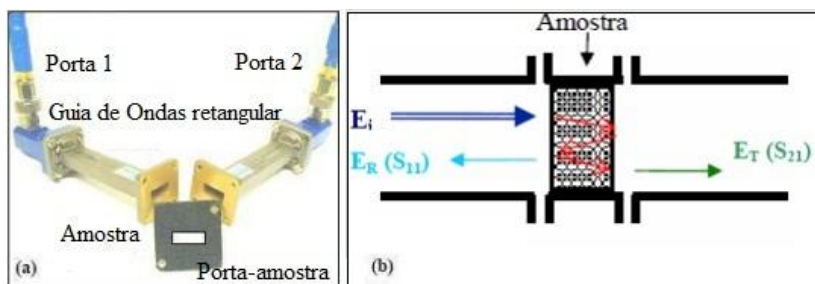 Porta 1
Porta 2
Guia de Ondas retangular
Amostra
Porta-amostra
(a)
Amostra
Ei
ER (S11)
ET (S21)
(b)